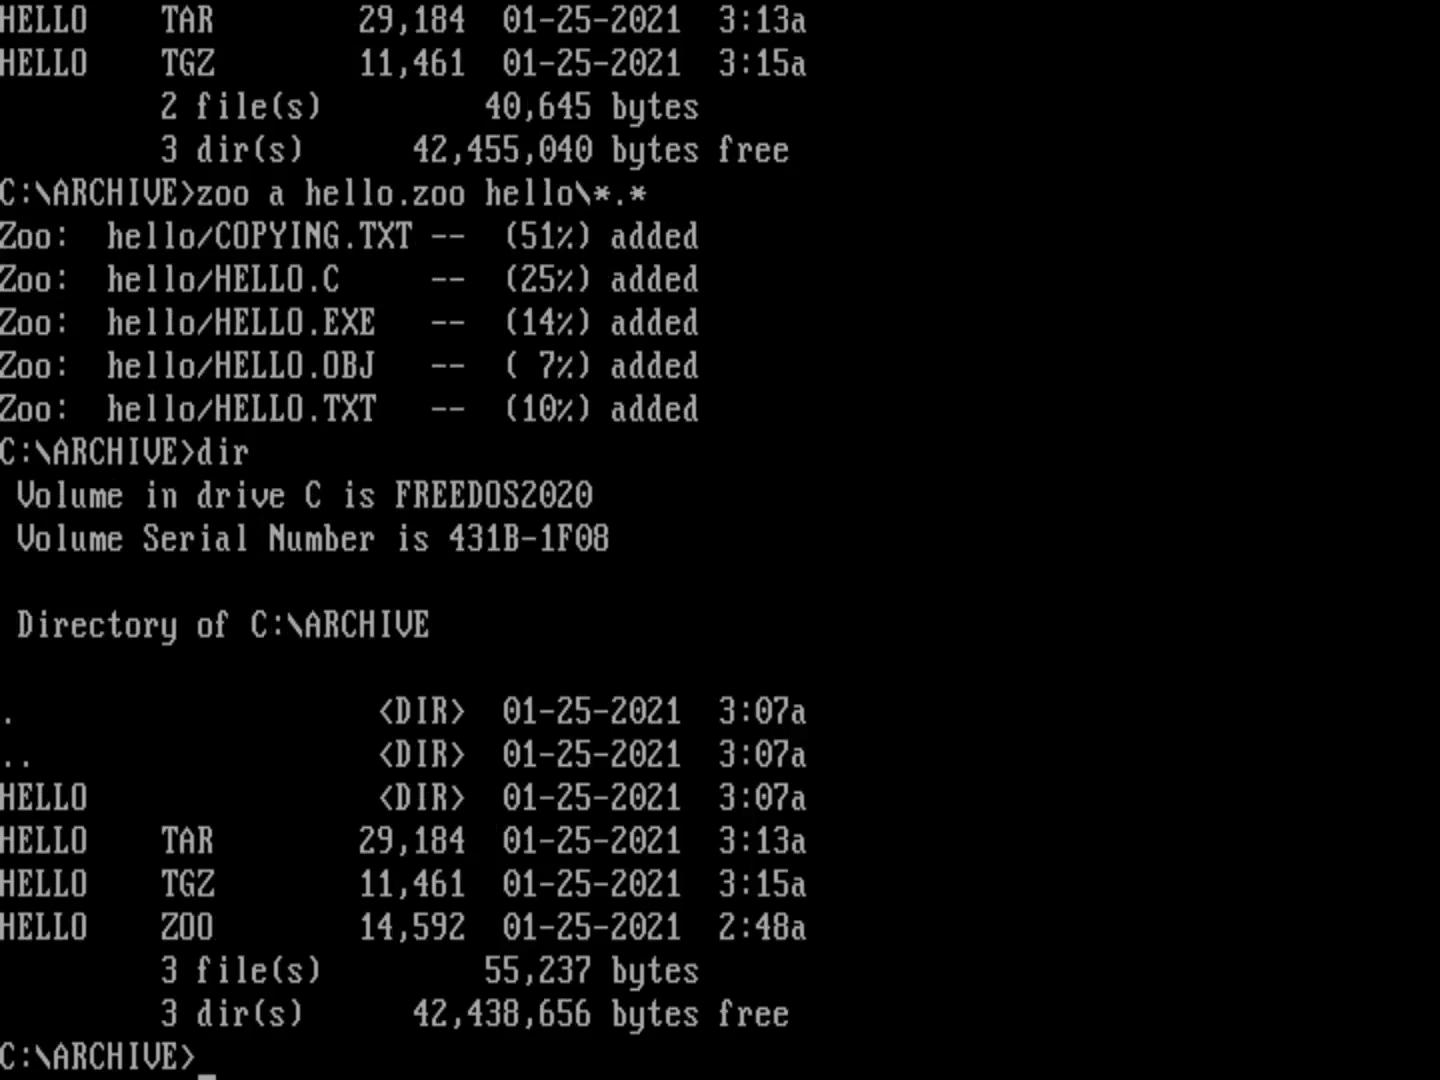 HELLO    TAR        29,184  01-25-2021  3:13a
HELLO    TGZ        11,461  01-25-2021  3:15a
         2 file(s)         40,645 bytes
         3 dir(s)      42,455,040 bytes free
C:\ARCHIVE>zoo a hello.zoo hello\*.*
Zoo:  hello/COPYING.TXT --  (51%) added
Zoo:  hello/HELLO.C     --  (25%) added
Zoo:  hello/HELLO.EXE   --  (14%) added
Zoo:  hello/HELLO.OBJ   --  ( 7%) added
Zoo:  hello/HELLO.TXT   --  (10%) added
C:\ARCHIVE>dir
 Volume in drive C is FREEDOS2020
 Volume Serial Number is 431B-1F08
 Directory of C:\ARCHIVE
.                    <DIR>  01-25-2021  3:07a
..                   <DIR>  01-25-2021  3:07a
HELLO                <DIR>  01-25-2021  3:07a
HELLO    TAR        29,184  01-25-2021  3:13a
HELLO    TGZ        11,461  01-25-2021  3:15a
HELLO    ZOO        14,592  01-25-2021  2:48a
         3 file(s)         55,237 bytes
         3 dir(s)      42,438,656 bytes free
C:\ARCHIVE>_